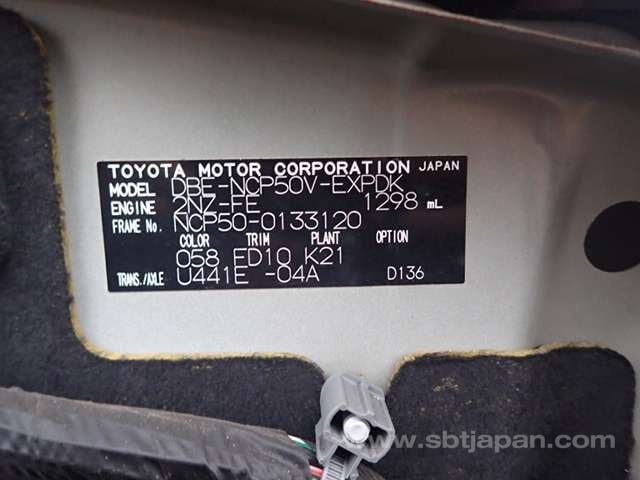 TOYOTA MOTOR CORPORATION JAPAN
MODEL DBE-NCP50V-EXPDK
ENGINE 2NZ-FE 1298 mL
FRAME No. NCP50-0133120
COLOR TRIM PLANT OPTION
058 FD10 K21
TRANS./AXLE U441E -04A D136
www.sbtjapan.com